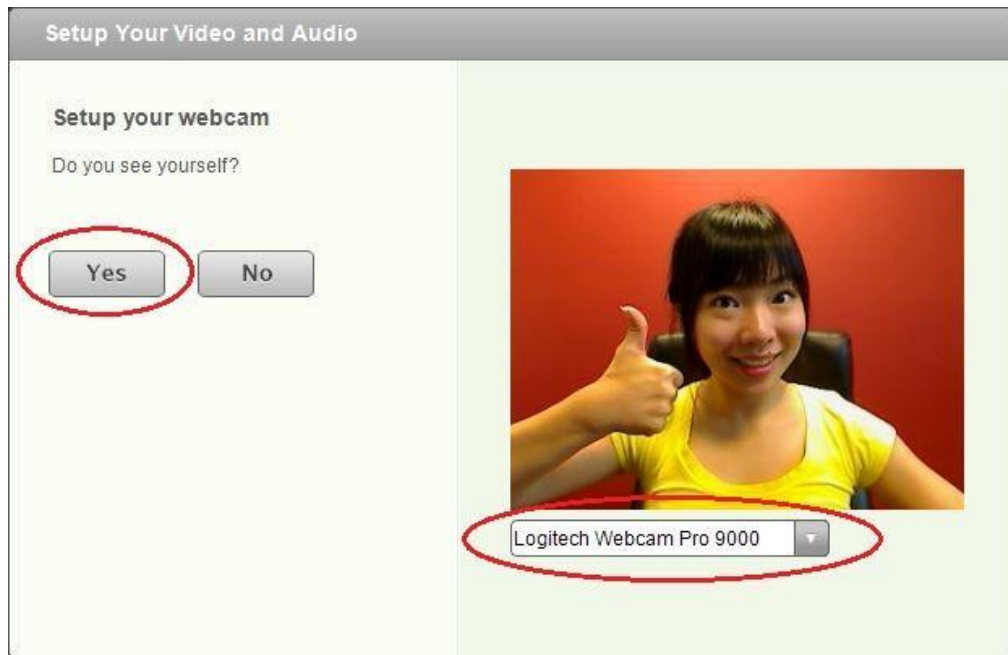 Setup Your Video and Audio
Setup your webcam
Do you see yourself?
Yes No
Logitech Webcam Pro 9000